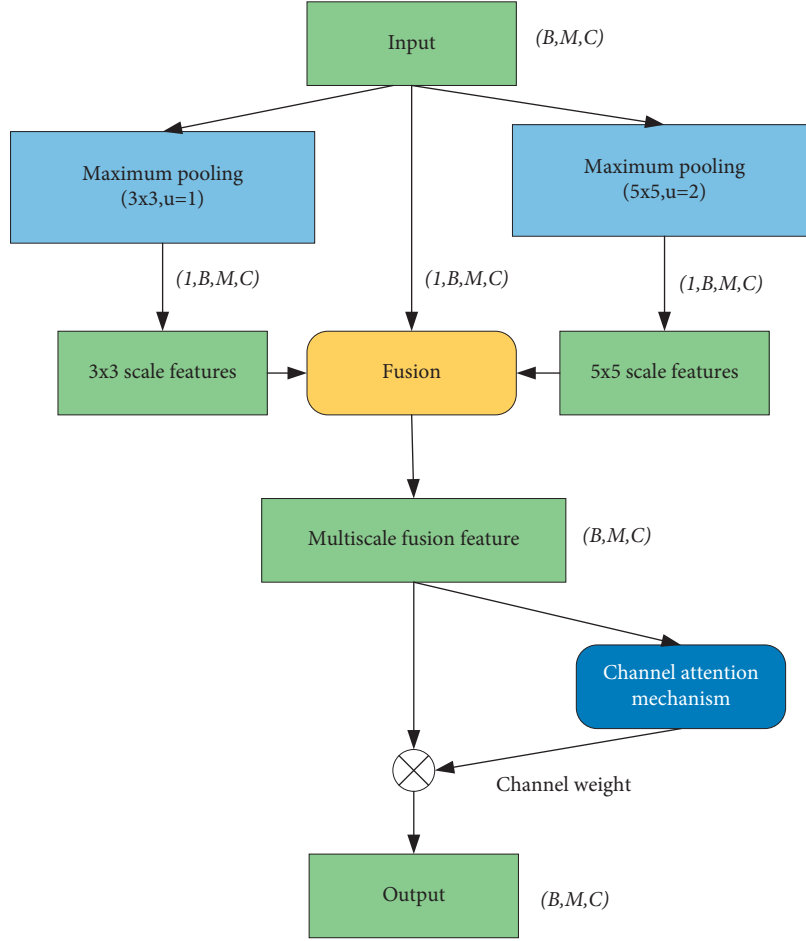 Input
(B,M,C)
Maximum pooling
(3x3,u=1)
Maximum pooling
(5x5,u=2)
(1,B,M,C)
(1,B,M,C)
(1,B,M,C)
3x3 scale features
Fusion
5x5 scale features
Multiscale fusion feature
(B,M,C)
Channel attention
mechanism
Channel weight
Output
(B,M,C)